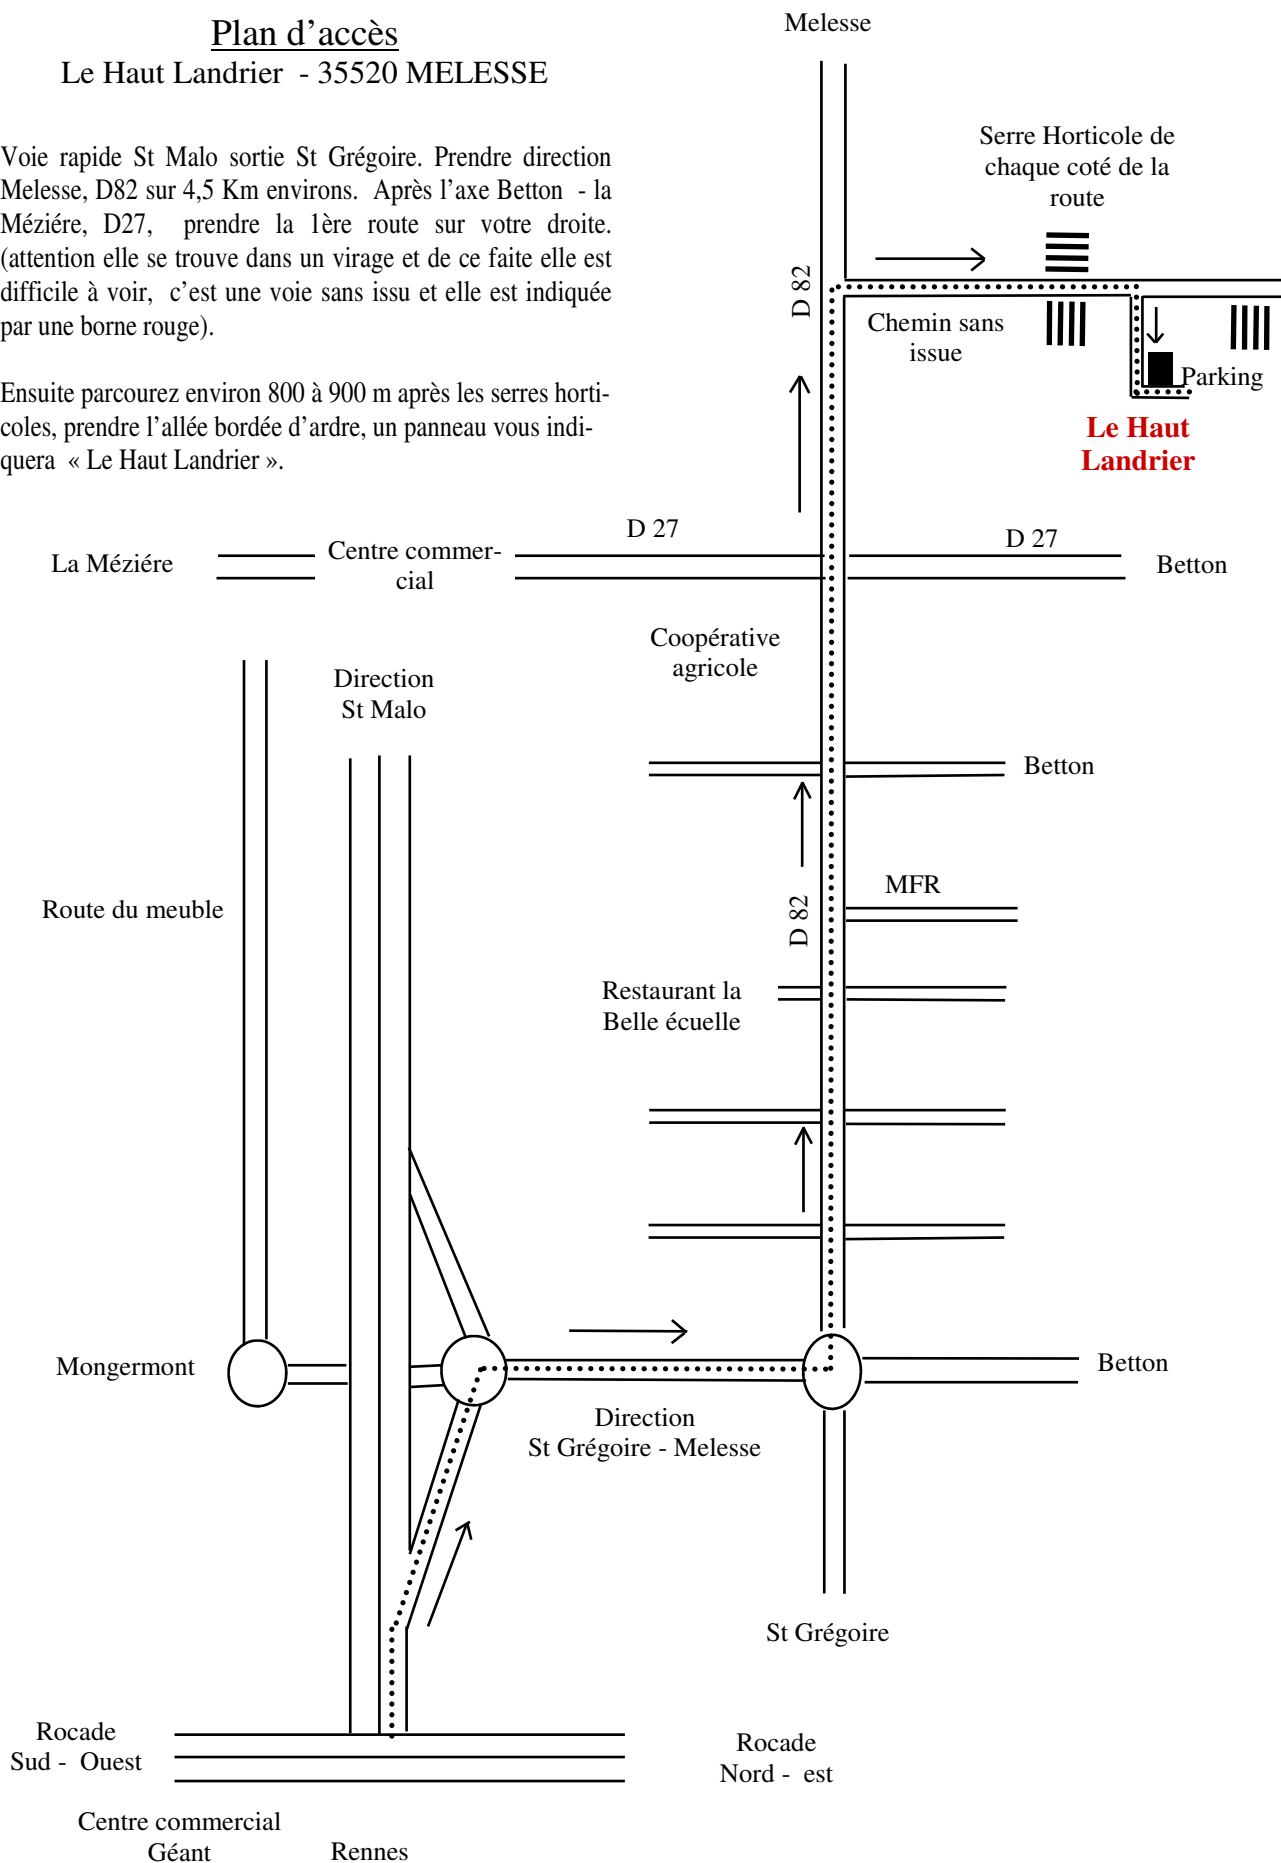 Plan d’accès
Le Haut Landrier - 35520 MELESSE
Voie rapide St Malo sortie St Grégoire. Prendre direction
Melesse, D82 sur 4,5 Km environs. Après l’axe Betton - la
Méziére, D27, prendre la 1ère route sur votre droite.
(attention elle se trouve dans un virage et de ce faite elle est
difficile à voir, c’est une voie sans issu et elle est indiquée
par une borne rouge).
Ensuite parcourez environ 800 à 900 m après les serres horti-
coles, prendre l’allée bordée d’ardre, un panneau vous indi-
quera « Le Haut Landrier ».
Melesse
Serre Horticole de
chaque coté de la
route
D 82
Chemin sans
issue
Parking
Le Haut
Landrier
D 27
D 27
La Méziére
Centre commer-
cial
Betton
Coopérative
agricole
Direction
St Malo
Betton
MFR
Route du meuble
D 82
Restaurant la
Belle écuelle
Mongermont
Betton
Direction
St Grégoire - Melesse
St Grégoire
Rocade
Sud - Ouest
Rocade
Nord - est
Centre commercial
Géant
Rennes